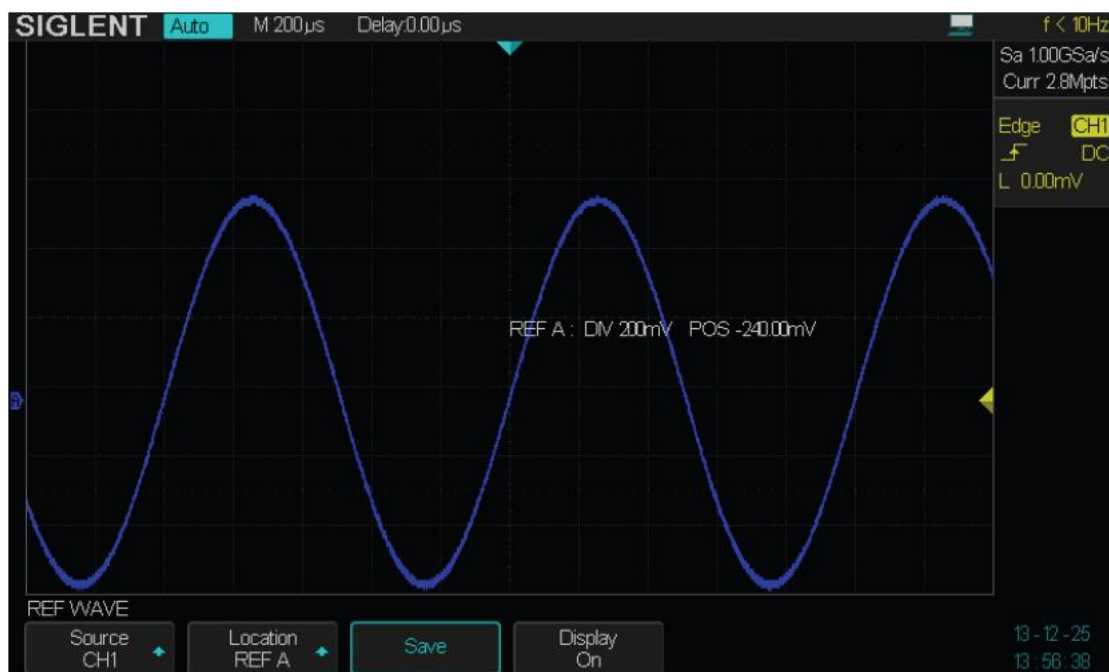 SIGLENT Auto M 200µs Delay:0.00µs f < 10Hz
Sa 1.00GSa/s
Curr 2.8Mpts
Edge CH1
DC
L 0.00mV
REF A : DIV 200mV POS -240.00mV
A
REF WAVE
Source
CH1
Location
REF A
Save
Display
On
13-12-25
13:56:38